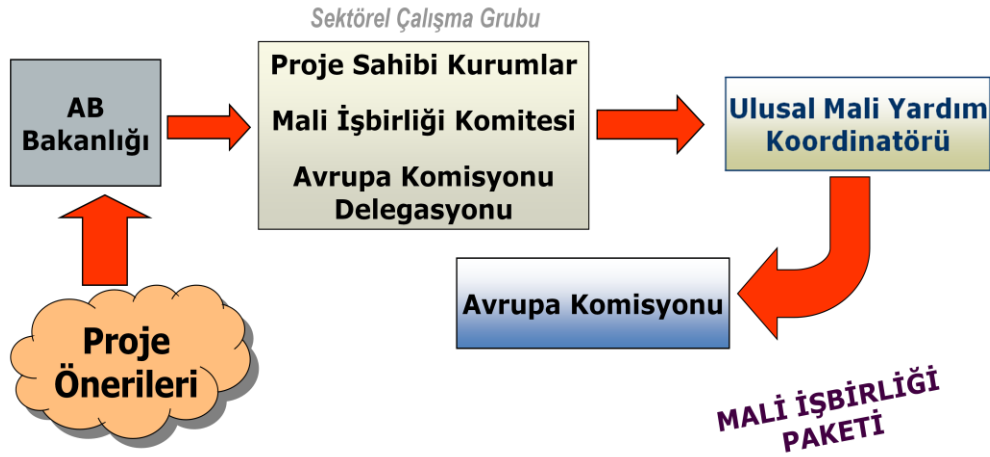 Sektörel Çalışma Grubu
AB
Bakanlığı
Proje Sahibi Kurumlar
Mali İşbirliği Komitesi
Avrupa Komisyonu
Delegasyonu
Ulusal Mali Yardım
Koordinatörü
Avrupa Komisyonu
Proje
Önerileri
MALİ İŞBİRLİĞİ
PAKETİ